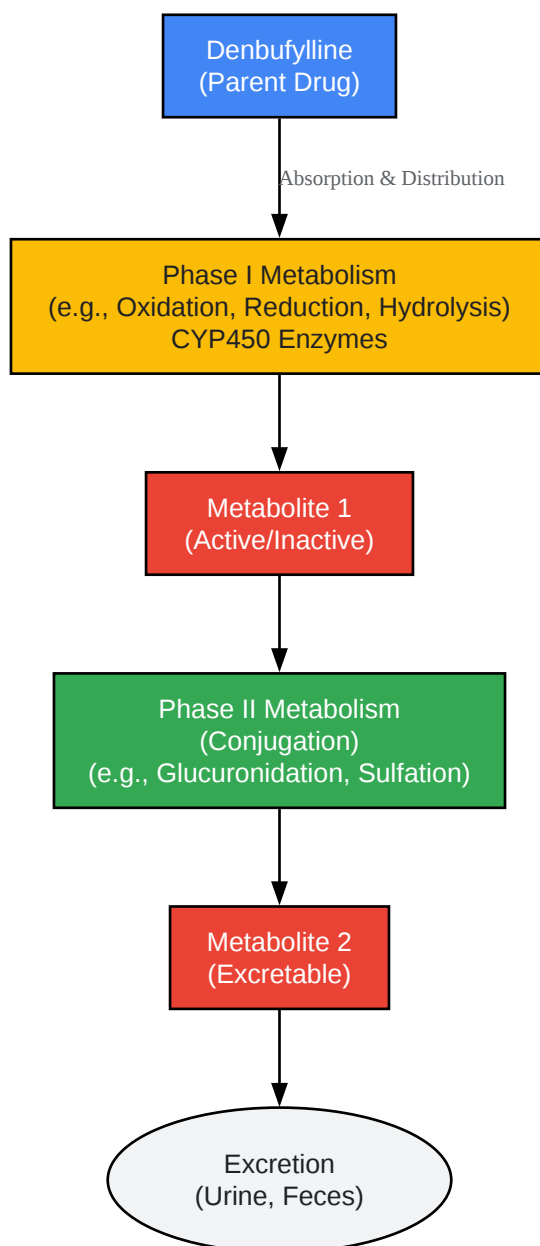 Denbufylline
(Parent Drug)
Absorption & Distribution
Phase I Metabolism
(e.g., Oxidation, Reduction, Hydrolysis)
CYP450 Enzymes
Metabolite 1
(Active/Inactive)
Phase II Metabolism
(Conjugation)
(e.g., Glucuronidation, Sulfation)
Metabolite 2
(Excretable)
Excretion
(Urine, Feces)